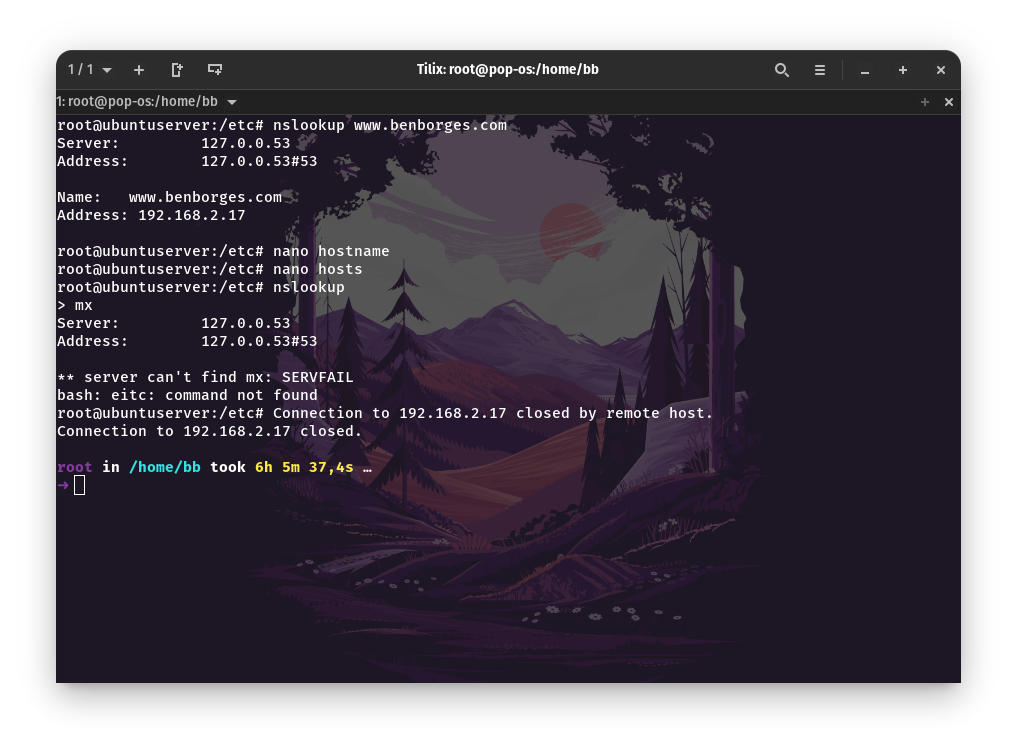 1 / 1
Tilix: root@pop-os:/home/bb
1: root@pop-os:/home/bb
root@ubuntuserver:/etc# nslookup www.benborges.com
Server:         127.0.0.53
Address:        127.0.0.53#53
Name:   www.benborges.com
Address: 192.168.2.17
root@ubuntuserver:/etc# nano hostname
root@ubuntuserver:/etc# nano hosts
root@ubuntuserver:/etc# nslookup
> mx
Server:         127.0.0.53
Address:        127.0.0.53#53
** server can't find mx: SERVFAIL
bash: eitc: command not found
root@ubuntuserver:/etc# Connection to 192.168.2.17 closed by remote host.
Connection to 192.168.2.17 closed.
root in /home/bb took 6h 5m 37,4s …
➜